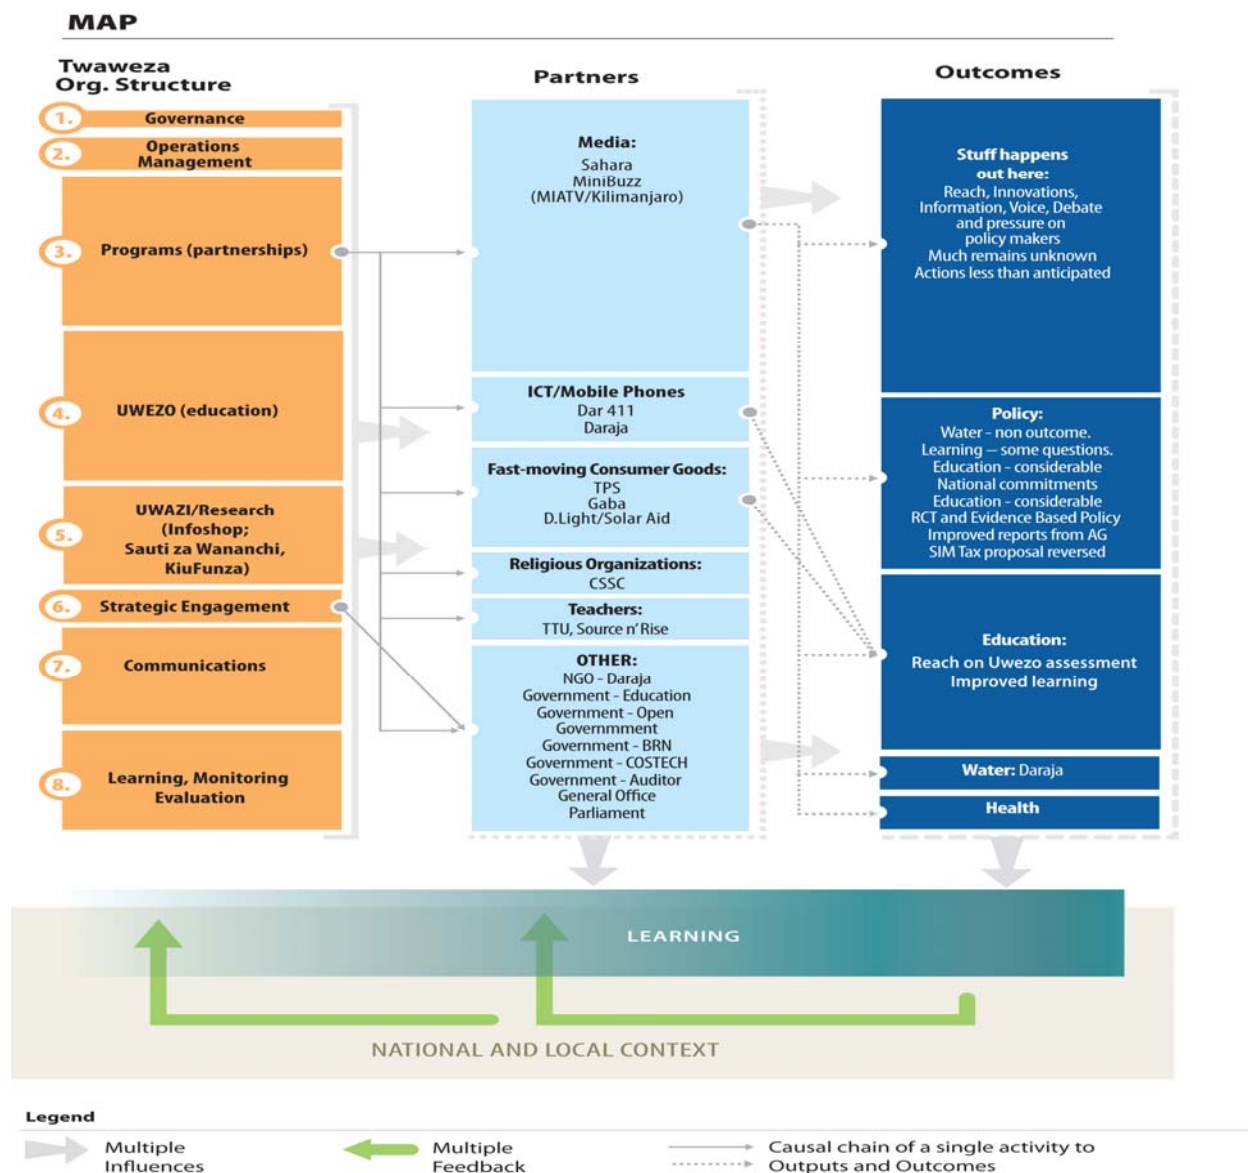 MAP
Twaweza
Org. Structure
1.
Governance
2.
Operations
Management
3.
Programs (partnerships)
4.
UWEZO (education)
5.
UWAZI/Research
(Infoshop;
Sauti za Wananchi,
KiuFunza)
6.
Strategic Engagement
7.
Communications
8.
Learning, Monitoring
Evaluation
Partners
Media:
Sahara
MiniBuzz
(MIATV/Kilimanjaro)
ICT/Mobile Phones
Dar 411
Daraja
Fast-moving Consumer Goods:
TPS
Gaba
D.Light/Solar Aid
Religious Organizations:
CSSC
Teachers:
TTU, Source n' Rise
OTHER:
NGO - Daraja
Government - Education
Government - Open
Governmment
Government - BRN
Government - COSTECH
Government - Auditor
General Office
Parliament
Outcomes
Stuff happens
out here:
Reach, Innovations,
Information, Voice, Debate
and pressure on
policy makers
Much remains unknown
Actions less than anticipated
Policy:
Water - non outcome.
Learning – some questions.
Education - considerable
National commitments
Education - considerable
RCT and Evidence Based Policy
Improved reports from AG
SIM Tax proposal reversed
Education:
Reach on Uwezo assessment
Improved learning
Water: Daraja
Health
LEARNING
NATIONAL AND LOCAL CONTEXT
Legend
Multiple
Influences
Multiple
Feedback
Causal chain of a single activity to
Outputs and Outcomes